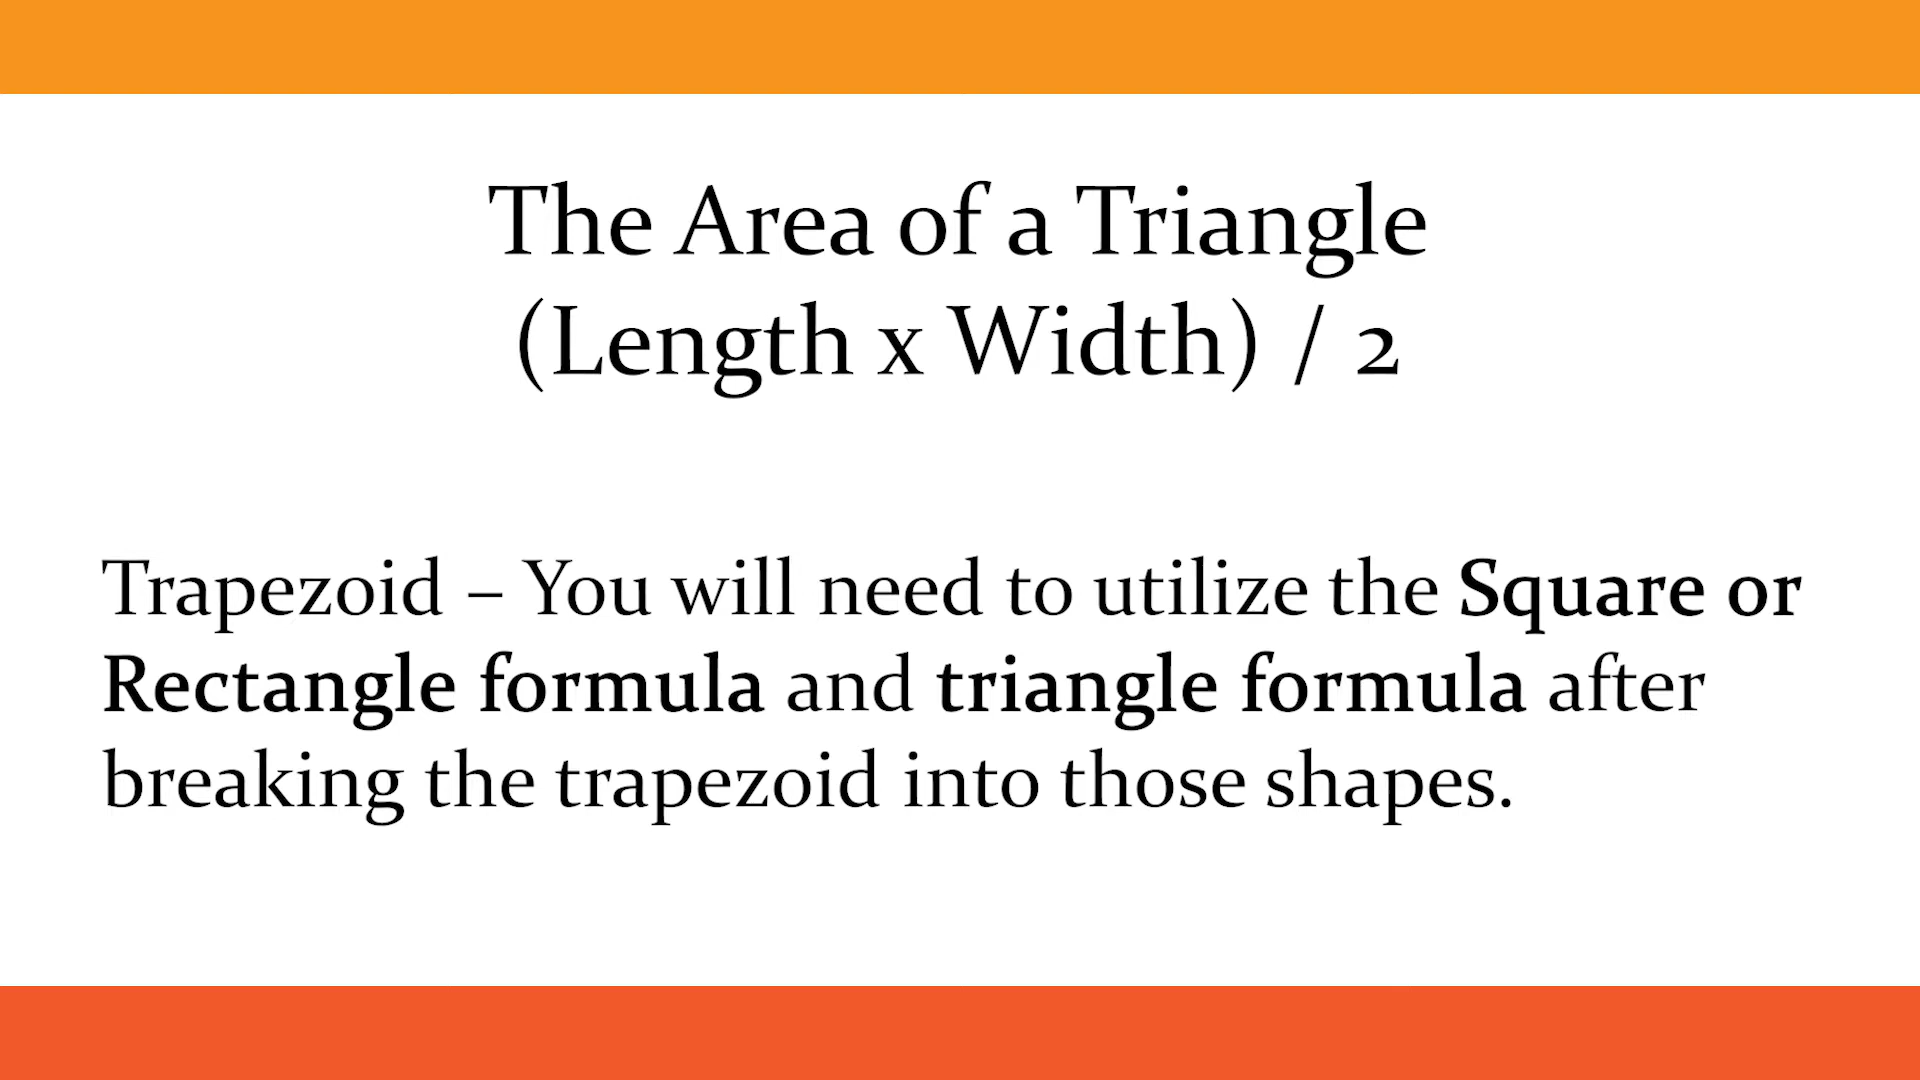 The Area of a Triangle
(Length x Width) / 2
Trapezoid – You will need to utilize the Square or
Rectangle formula and triangle formula after
breaking the trapezoid into those shapes.